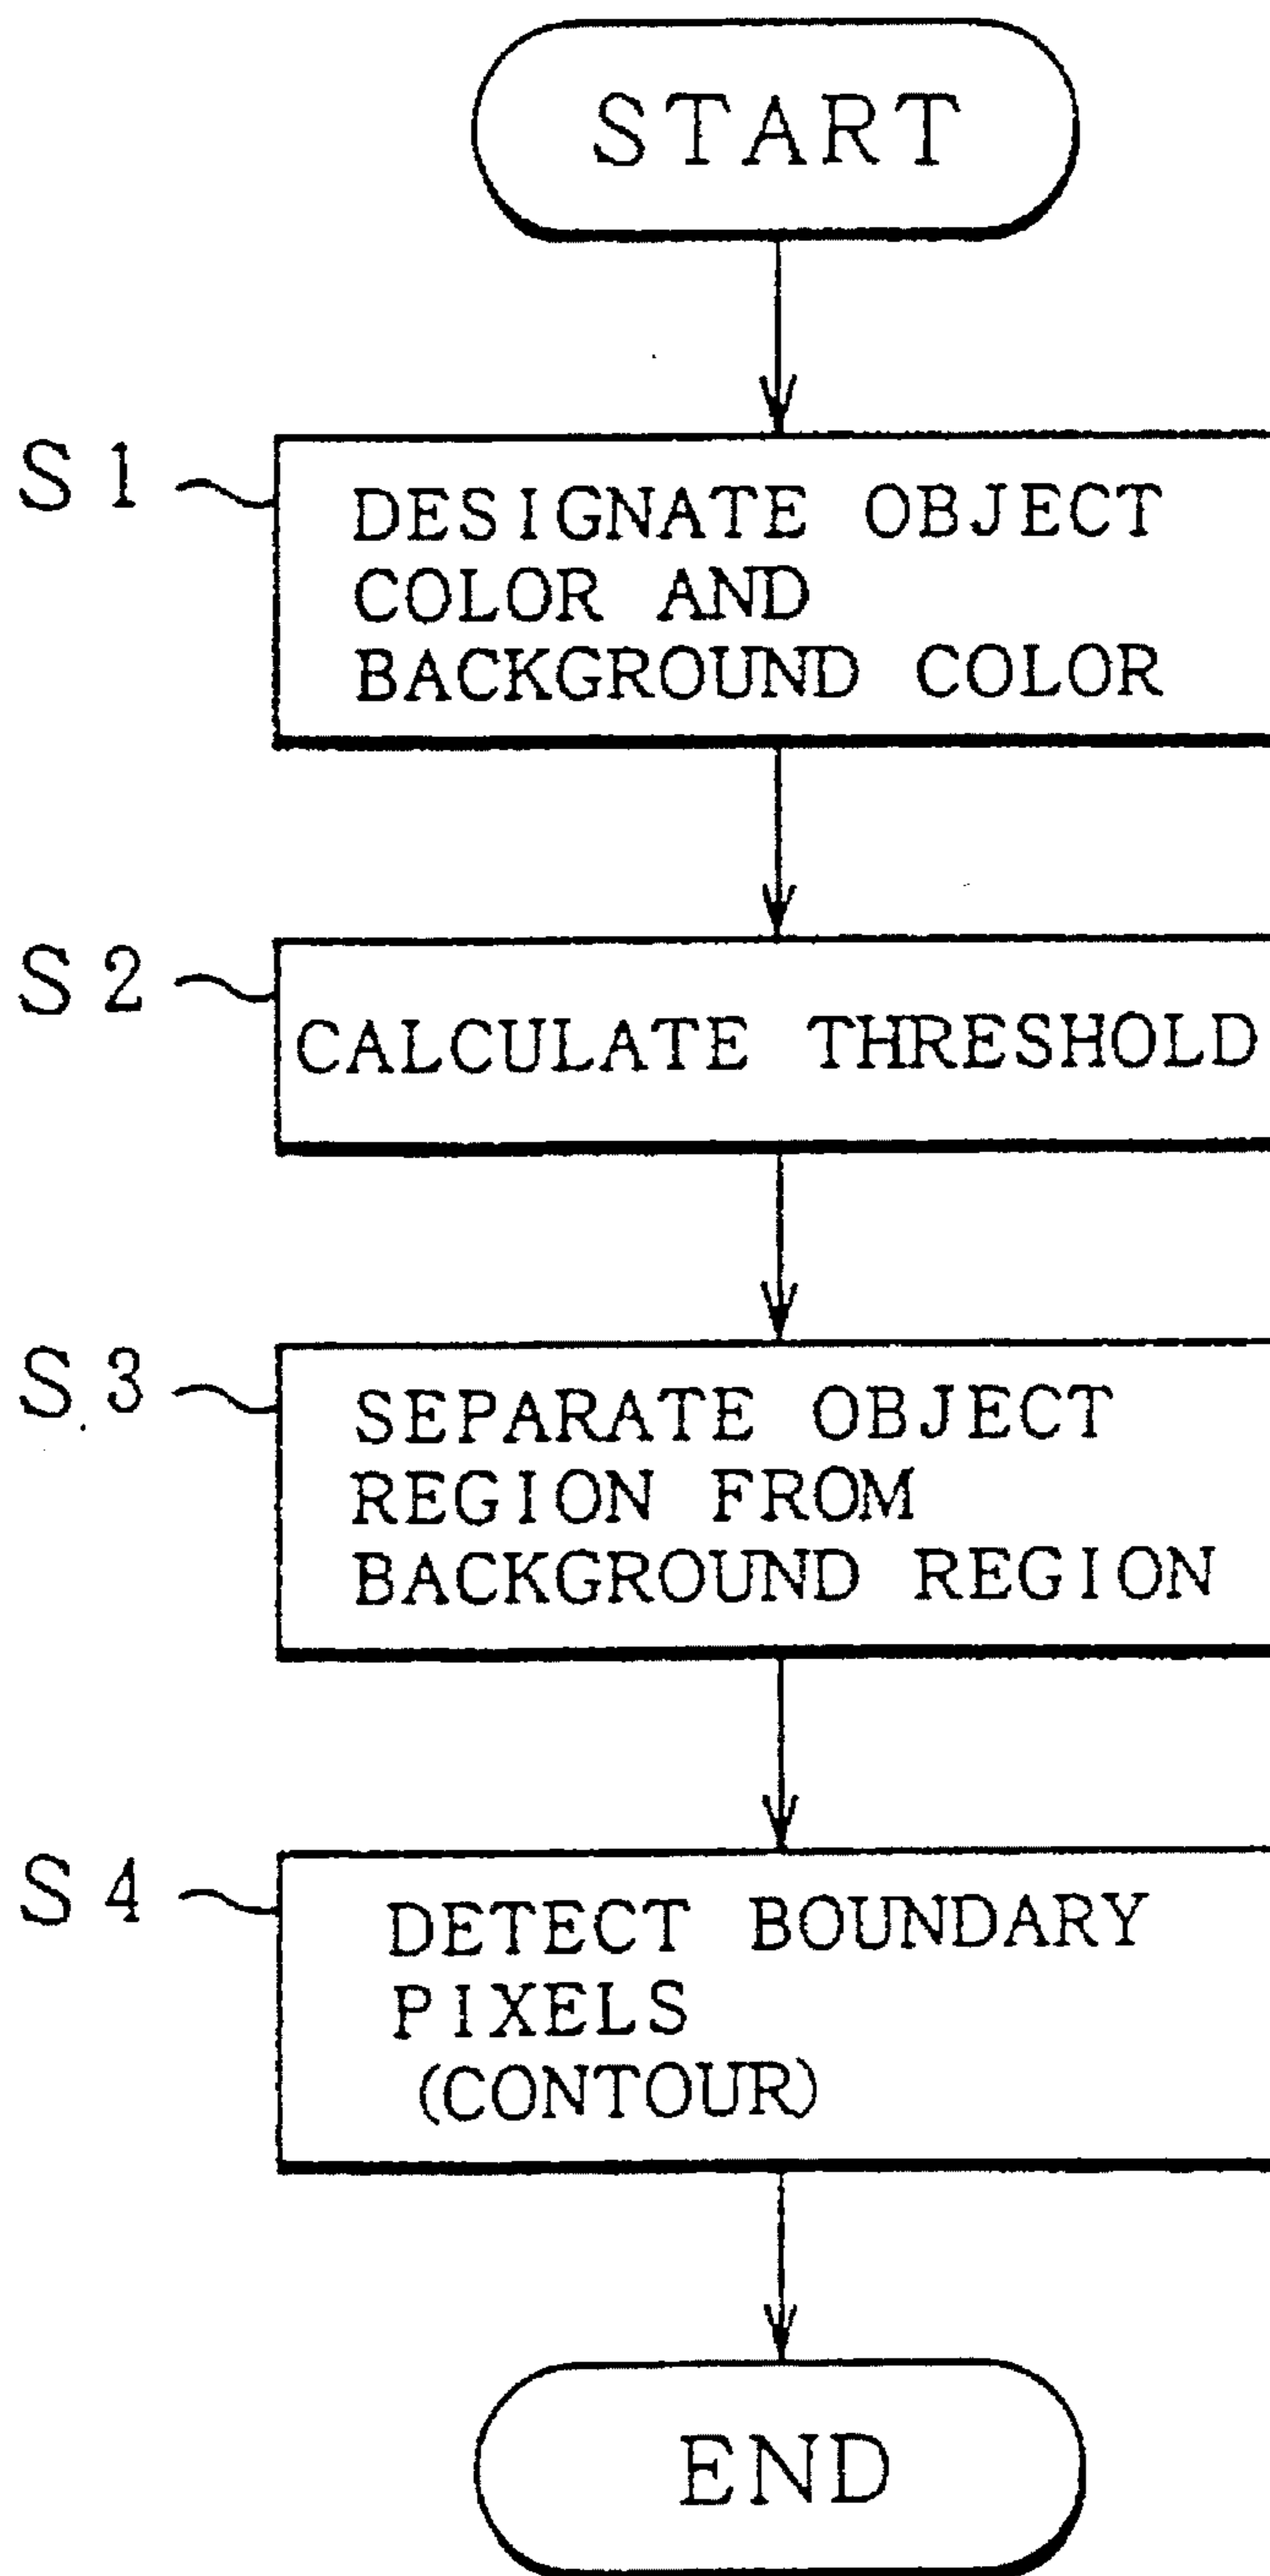 START
S1
DESIGNATE OBJECT
COLOR AND
BACKGROUND COLOR
S2
CALCULATE THRESHOLD
S3
SEPARATE OBJECT
REGION FROM
BACKGROUND REGION
S4
DETECT BOUNDARY
PIXELS
(CONTOUR)
END